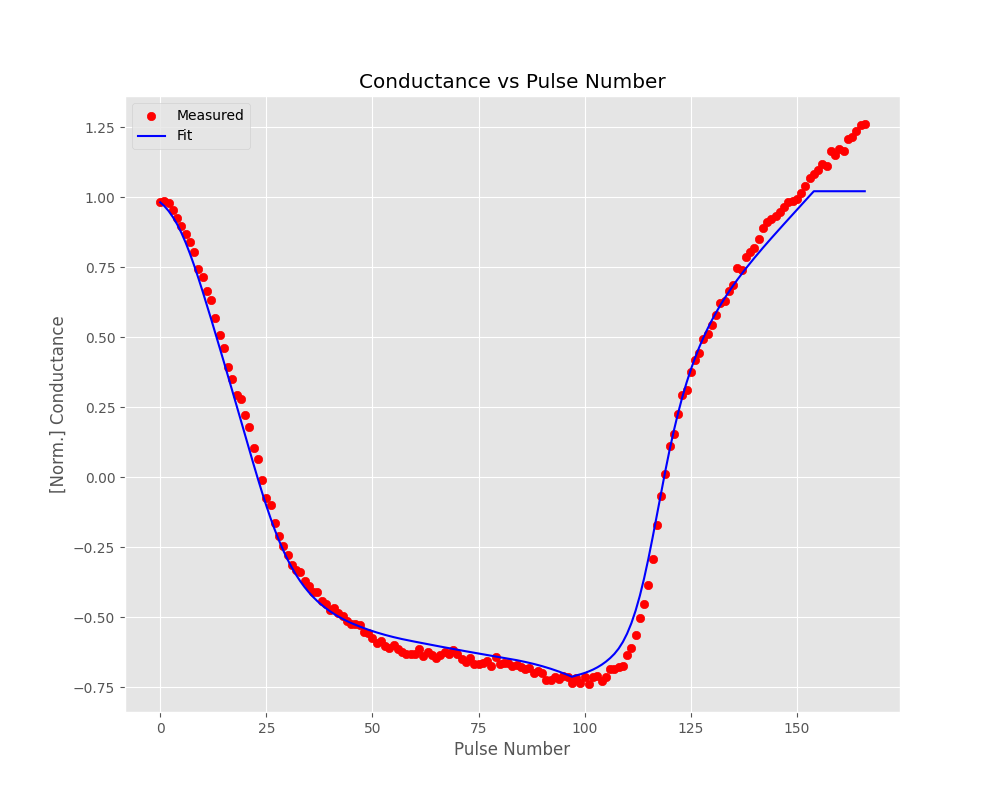 Conductance vs Pulse Number
Measured
Fit
1.25
1.00
0.75
0.50
0.25
0.00
−0.25
−0.50
−0.75
[Norm.] Conductance
0 25 50 75 100 125 150
Pulse Number